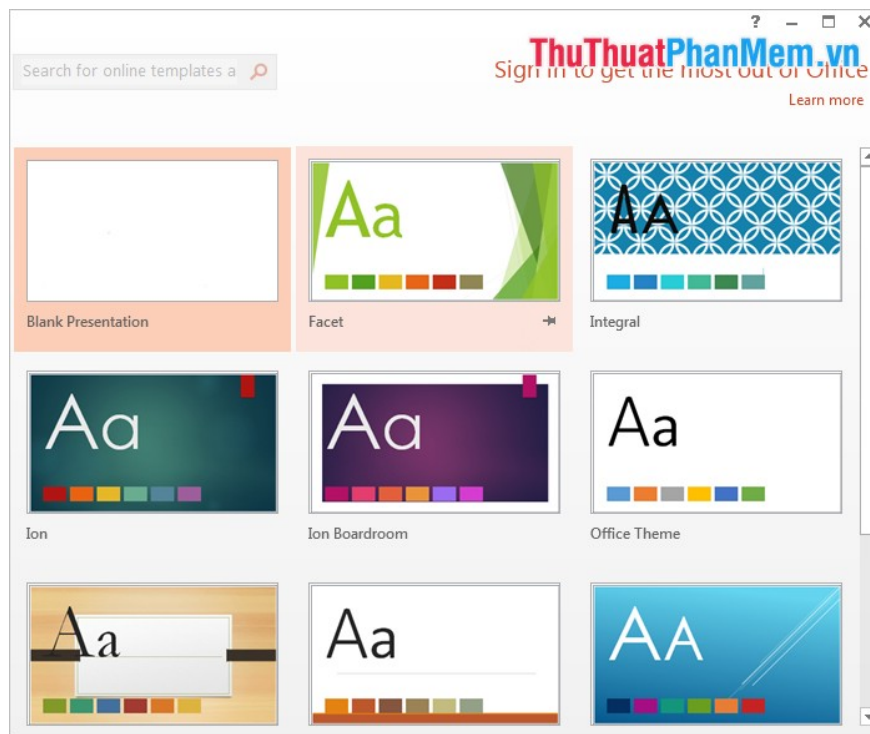 ?
ThuThuatPhanMem.vn
Search for online templates a
Sign in to get the most out of Office
Learn more
Aa
Aa
Blank Presentation
Facet
Integral
Aa
Aa
Aa
Ion
Ion Boardroom
Office Theme
Aa
Aa
Aa